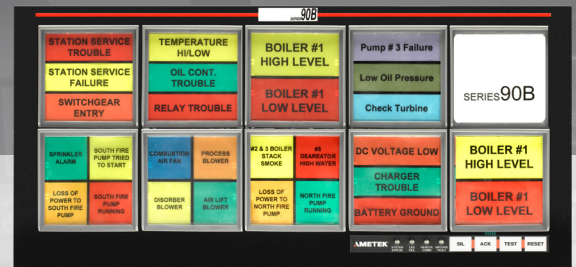 SERIES 90B
STATION SERVICE
TROUBLE
STATION SERVICE
FAILURE
SWITCHGEAR
ENTRY
TEMPERATURE
HI/LOW
OIL CONT.
TROUBLE
RELAY TROUBLE
BOILER #1
HIGH LEVEL
BOILER #1
LOW LEVEL
Pump # 3 Failure
Low Oil Pressure
Check Turbine
SERIES90B
SPRINKLER
ALARM
SOUTH FIRE
PUMP TRIED
TO START
LOSS OF
POWER TO
SOUTH FIRE
PUMP
SOUTH FIRE
PUMP
RUNNING
COMBUSTION
AIR FAN
PROCESS
BLOWER
DISORBER
BLOWER
AIR LIFT
BLOWER
#2 & 3 BOILER
STACK
SMOKE
#5
DEAREATOR
HIGH WATER
LOSS OF
POWER TO
NORTH FIRE
PUMP
NORTH FIRE
PUMP
RUNNING
DC VOLTAGE LOW
CHARGER
TROUBLE
BATTERY GROUND
BOILER #1
HIGH LEVEL
BOILER #1
LOW LEVEL
AMETEK
SIL ACK TEST RESET